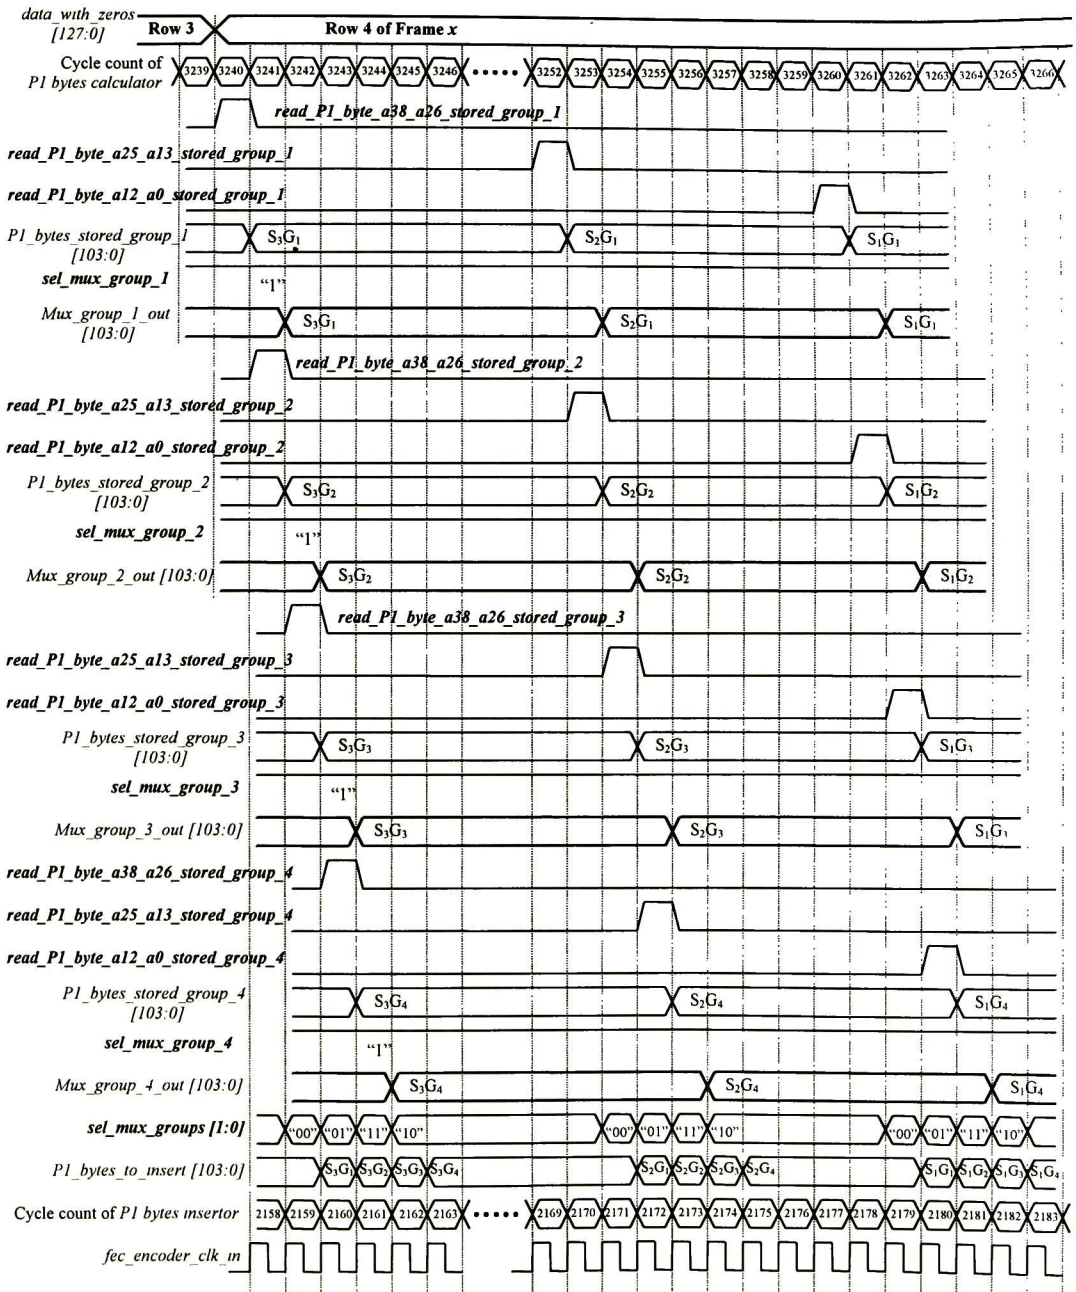 data_with_zeros
[127:0]
Row 3
Row 4 of Frame x
Cycle count of
P1 bytes calculator
3239 3240 3241 3242 3243 3244 3245 3246 ••••• 3252 3253 3254 3255 3256 3257 3258 3259 3260 3261 3262 3263 3264 3265 3266
read_P1_byte_a38_a26_stored_group_1
read_P1_byte_a25_a13_stored_group_1
read_P1_byte_a12_a0_stored_group_1
P1_bytes_stored_group_1
[103:0]
S3G1 S2G1 S1G1
sel_mux_group_1
“1”
Mux_group_1_out
[103:0]
S3G1 S2G1 S1G1
read_P1_byte_a38_a26_stored_group_2
read_P1_byte_a25_a13_stored_group_2
read_P1_byte_a12_a0_stored_group_2
P1_bytes_stored_group_2
[103:0]
S3G2 S2G2 S1G2
sel_mux_group_2
“1”
Mux_group_2_out [103:0]
S3G2 S2G2 S1G2
read_P1_byte_a38_a26_stored_group_3
read_P1_byte_a25_a13_stored_group_3
read_P1_byte_a12_a0_stored_group_3
P1_bytes_stored_group_3
[103:0]
S3G3 S2G3 S1G3
sel_mux_group_3
“1”
Mux_group_3_out [103:0]
S3G3 S2G3 S1G3
read_P1_byte_a38_a26_stored_group_4
read_P1_byte_a25_a13_stored_group_4
read_P1_byte_a12_a0_stored_group_4
P1_bytes_stored_group_4
[103:0]
S3G4 S2G4 S1G4
sel_mux_group_4
“1”
Mux_group_4_out [103:0]
S3G4 S2G4 S1G4
sel_mux_groups [1:0]
“00” “01” “11” “10” “00” “01” “11” “10” “00” “01” “11” “10”
P1_bytes_to_insert [103:0]
S3G1 S3G2 S3G3 S3G4 S2G1 S2G2 S2G3 S2G4 S1G1 S1G2 S1G3 S1G4
Cycle count of P1 bytes insertor
2158 2159 2160 2161 2162 2163 ••••• 2169 2170 2171 2172 2173 2174 2175 2176 2177 2178 2179 2180 2181 2182 2183
fec_encoder_clk_in